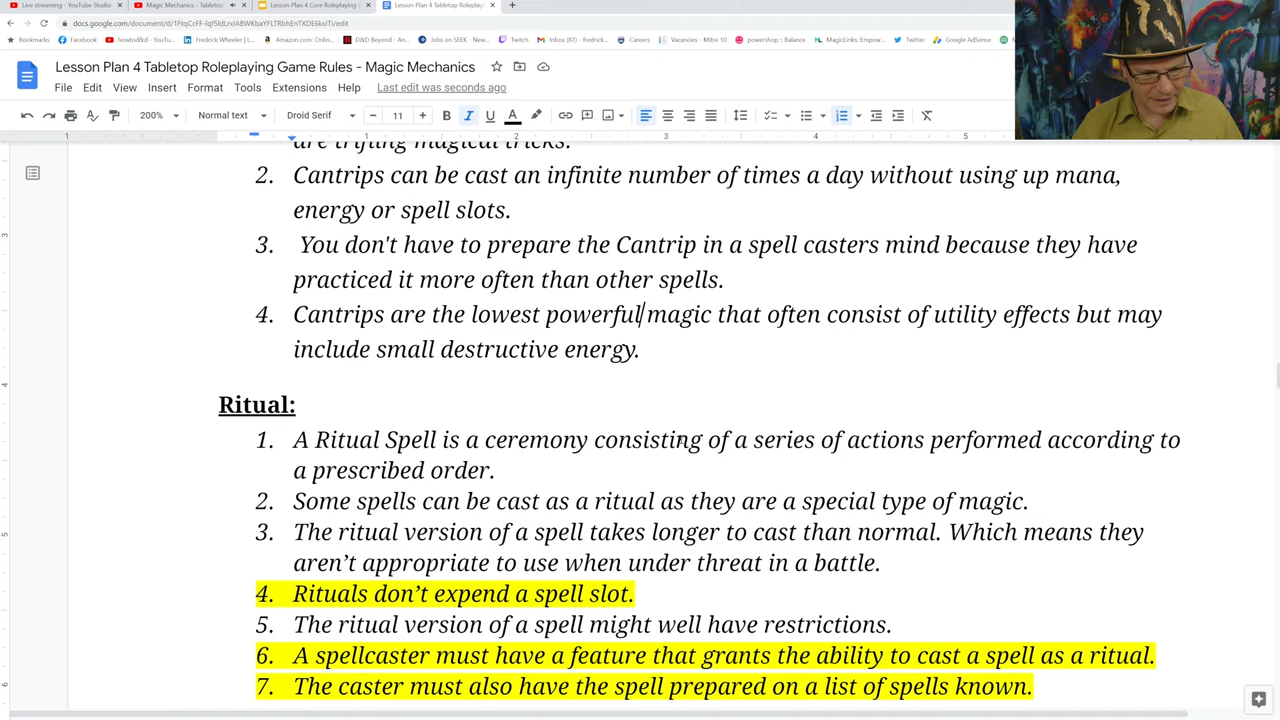 Live streaming - YouTube Studio
Magic Mechanics - Tabletop
Lesson Plan 4 Core Roleplaying
Lesson Plan 4 Tabletop Roleplay
docs.google.com/document/d/
/edit
Bookmarks Facebook howtod&d - YouTu... Fredrick Wheeler | L... Amazon.com: Onlin... D&D Beyond - An... Jobs on SEEK - New... Twitch Inbox (87) - fredrick... Careers Vacancies - Mitre 10 powershop :: Balance MagicLinks: Empow... Twitter Google AdSense
Lesson Plan 4 Tabletop Roleplaying Game Rules - Magic Mechanics
File Edit View Insert Format Tools Extensions Help Last edit was seconds ago
200% Normal text Droid Serif 11 B I U A
1 1 2 3 4 5
are trifling magical tricks.
2. Cantrips can be cast an infinite number of times a day without using up mana,
energy or spell slots.
3. You don't have to prepare the Cantrip in a spell casters mind because they have
practiced it more often than other spells.
4. Cantrips are the lowest powerful magic that often consist of utility effects but may
include small destructive energy.
Ritual:
1. A Ritual Spell is a ceremony consisting of a series of actions performed according to
a prescribed order.
2. Some spells can be cast as a ritual as they are a special type of magic.
3. The ritual version of a spell takes longer to cast than normal. Which means they
aren’t appropriate to use when under threat in a battle.
4. Rituals don’t expend a spell slot.
5. The ritual version of a spell might well have restrictions.
6. A spellcaster must have a feature that grants the ability to cast a spell as a ritual.
7. The caster must also have the spell prepared on a list of spells known.